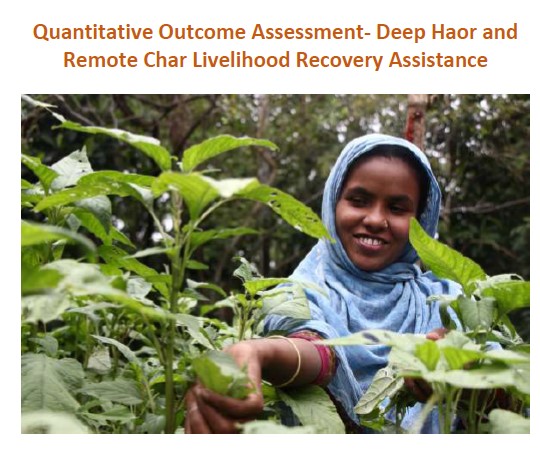 Quantitative Outcome Assessment- Deep Haor and
Remote Char Livelihood Recovery Assistance